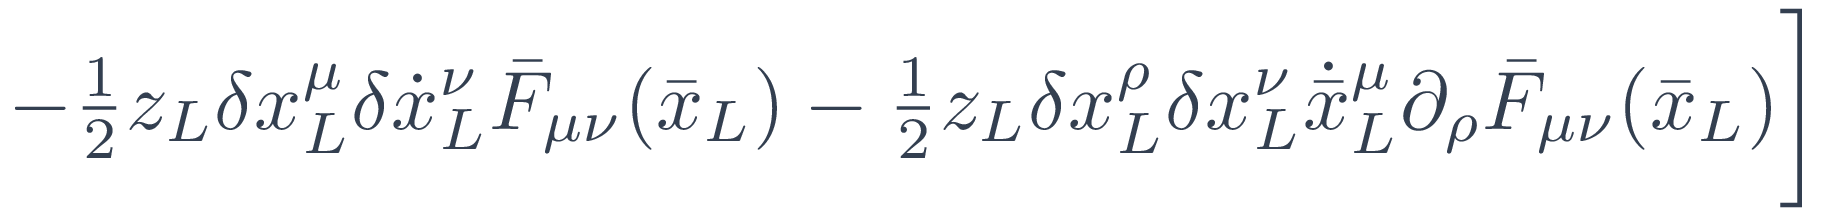 $-\frac{1}{2} z_L \delta x_L^\mu \delta \dot{x}_L^\nu \bar{F}_{\mu\nu}(\bar{x}_L) - \frac{1}{2} z_L \delta x_L^\rho \delta x_L^\nu \dot{\bar{x}}_L^\mu \partial_\rho \bar{F}_{\mu\nu}(\bar{x}_L) \Big]$